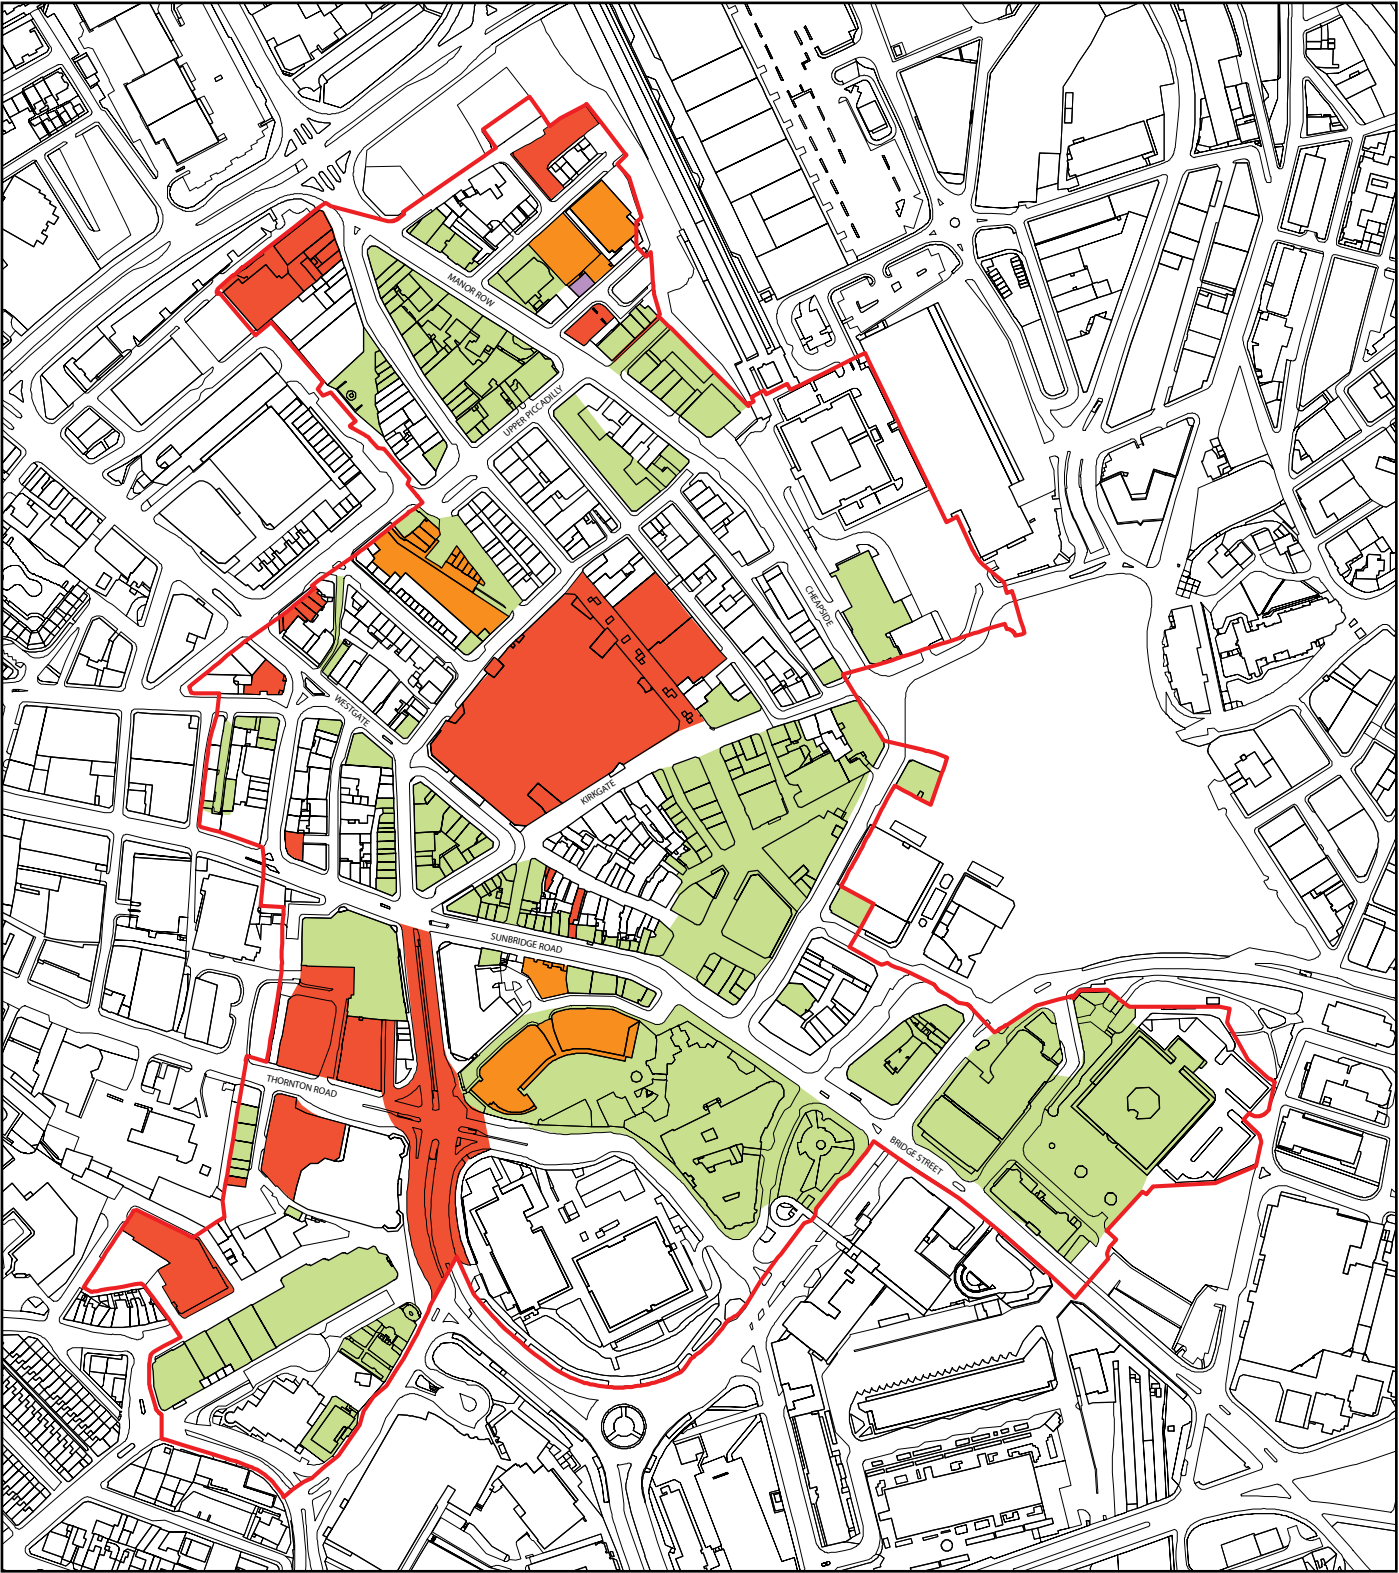 MANOR ROW
UPPER PICCADILLY
CHEAPSIDE
WESTGATE
KIRKGATE
SUNBRIDGE ROAD
THORNTON ROAD
BRIDGE STREET